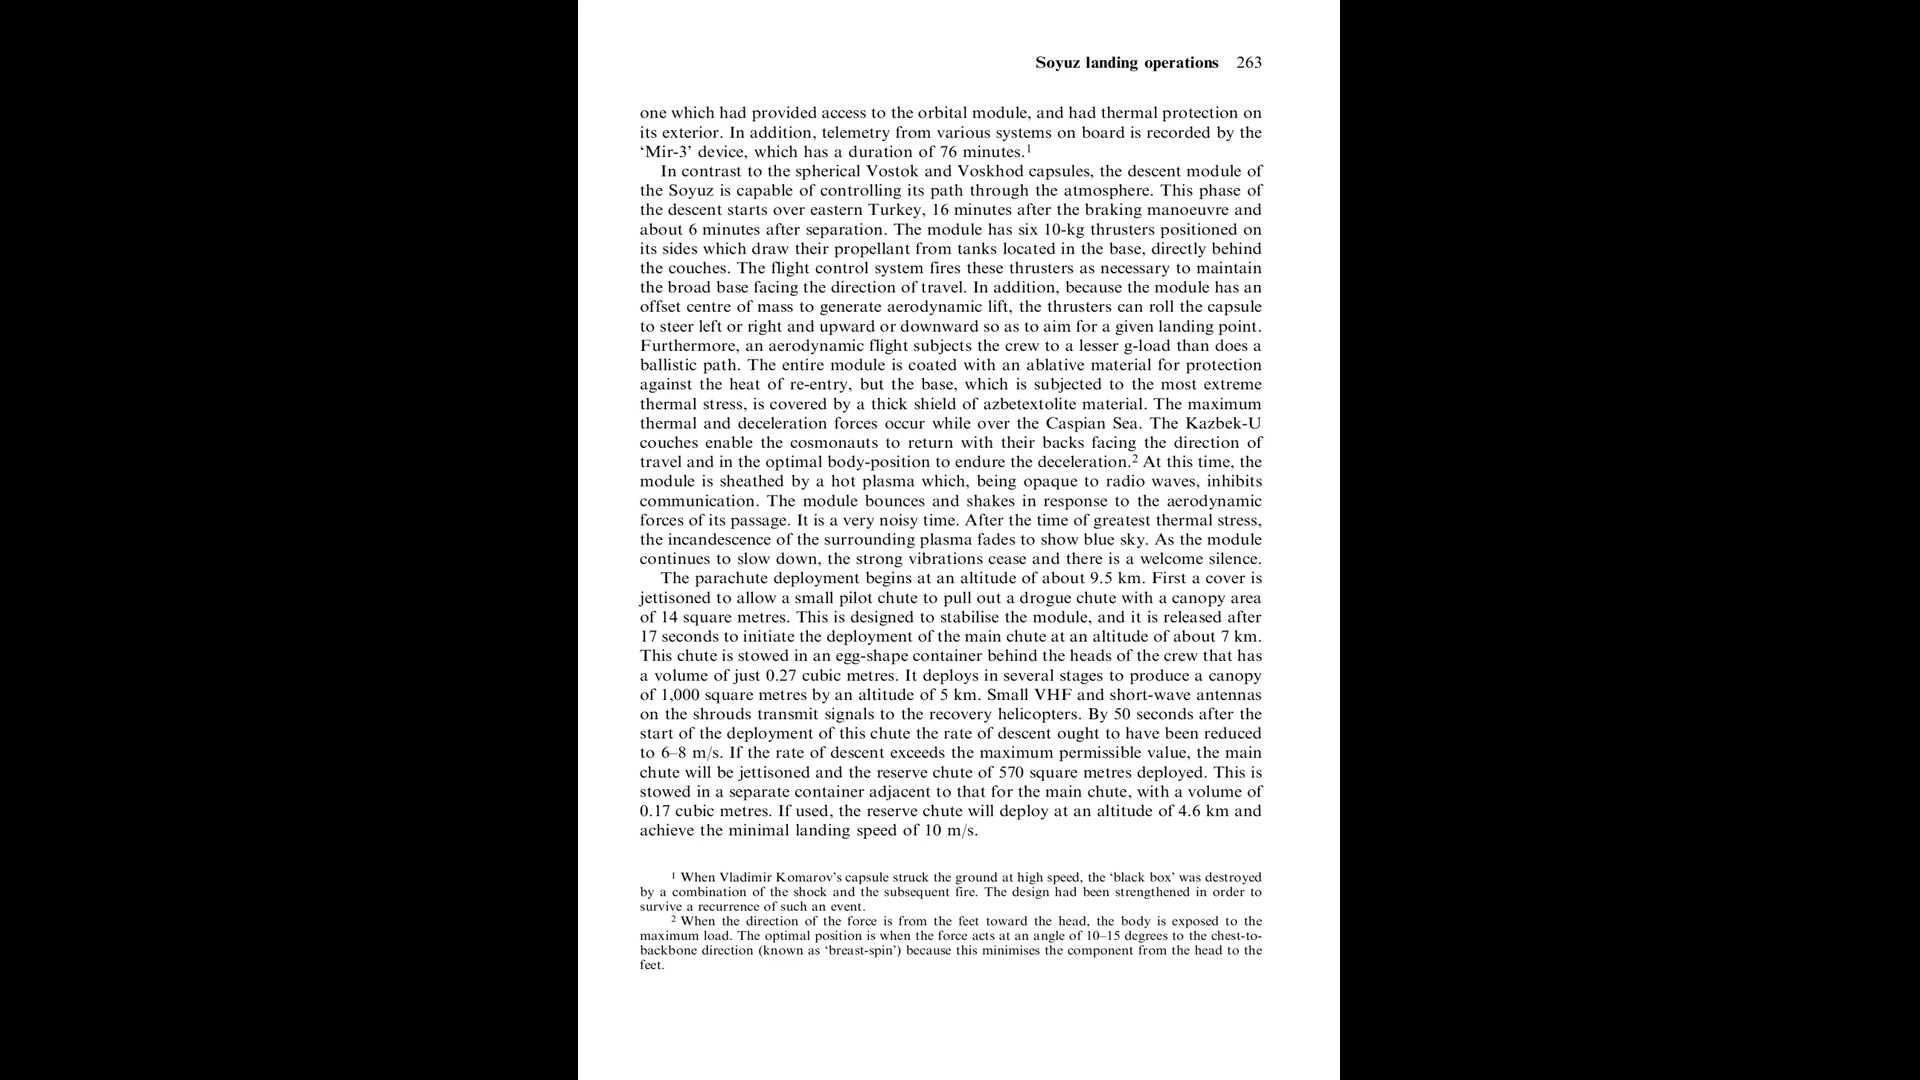 Soyuz landing operations 263
one which had provided access to the orbital module, and had thermal protection on
its exterior. In addition, telemetry from various systems on board is recorded by the
‘Mir-3’ device, which has a duration of 76 minutes.¹
In contrast to the spherical Vostok and Voskhod capsules, the descent module of
the Soyuz is capable of controlling its path through the atmosphere. This phase of
the descent starts over eastern Turkey, 16 minutes after the braking manoeuvre and
about 6 minutes after separation. The module has six 10-kg thrusters positioned on
its sides which draw their propellant from tanks located in the base, directly behind
the couches. The flight control system fires these thrusters as necessary to maintain
the broad base facing the direction of travel. In addition, because the module has an
offset centre of mass to generate aerodynamic lift, the thrusters can roll the capsule
to steer left or right and upward or downward so as to aim for a given landing point.
Furthermore, an aerodynamic flight subjects the crew to a lesser g-load than does a
ballistic path. The entire module is coated with an ablative material for protection
against the heat of re-entry, but the base, which is subjected to the most extreme
thermal stress, is covered by a thick shield of azbetextolite material. The maximum
thermal and deceleration forces occur while over the Caspian Sea. The Kazbek-U
couches enable the cosmonauts to return with their backs facing the direction of
travel and in the optimal body-position to endure the deceleration.² At this time, the
module is sheathed by a hot plasma which, being opaque to radio waves, inhibits
communication. The module bounces and shakes in response to the aerodynamic
forces of its passage. It is a very noisy time. After the time of greatest thermal stress,
the incandescence of the surrounding plasma fades to show blue sky. As the module
continues to slow down, the strong vibrations cease and there is a welcome silence.
The parachute deployment begins at an altitude of about 9.5 km. First a cover is
jettisoned to allow a small pilot chute to pull out a drogue chute with a canopy area
of 14 square metres. This is designed to stabilise the module, and it is released after
17 seconds to initiate the deployment of the main chute at an altitude of about 7 km.
This chute is stowed in an egg-shape container behind the heads of the crew that has
a volume of just 0.27 cubic metres. It deploys in several stages to produce a canopy
of 1,000 square metres by an altitude of 5 km. Small VHF and short-wave antennas
on the shrouds transmit signals to the recovery helicopters. By 50 seconds after the
start of the deployment of this chute the rate of descent ought to have been reduced
to 6–8 m/s. If the rate of descent exceeds the maximum permissible value, the main
chute will be jettisoned and the reserve chute of 570 square metres deployed. This is
stowed in a separate container adjacent to that for the main chute, with a volume of
0.17 cubic metres. If used, the reserve chute will deploy at an altitude of 4.6 km and
achieve the minimal landing speed of 10 m/s.
¹ When Vladimir Komarov’s capsule struck the ground at high speed, the ‘black box’ was destroyed
by a combination of the shock and the subsequent fire. The design had been strengthened in order to
survive a recurrence of such an event.
² When the direction of the force is from the feet toward the head, the body is exposed to the
maximum load. The optimal position is when the force acts at an angle of 10–15 degrees to the chest-to-
backbone direction (known as ‘breast-spin’) because this minimises the component from the head to the
feet.